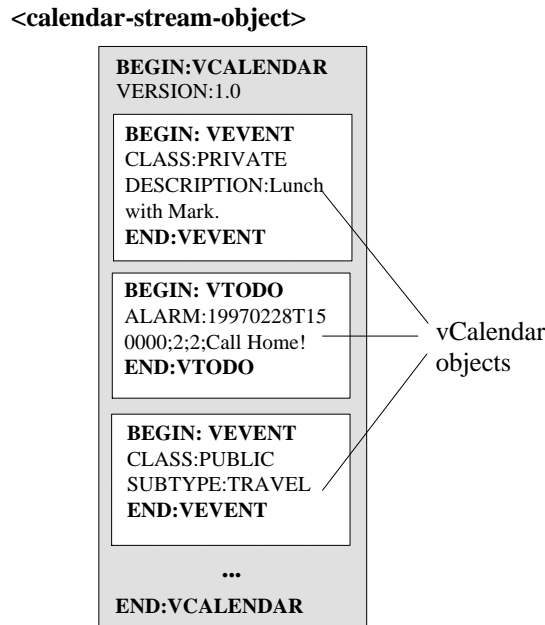 <calendar-stream-object>
BEGIN:VCALENDAR
VERSION:1.0
BEGIN: VEVENT
CLASS:PRIVATE
DESCRIPTION:Lunch
with Mark.
END:VEVENT
BEGIN: VTODO
ALARM:19970228T15
0000;2;2;Call Home!
END:VTODO
BEGIN: VEVENT
CLASS:PUBLIC
SUBTYPE:TRAVEL
END:VEVENT
...
END:VCALENDAR
vCalendar
objects